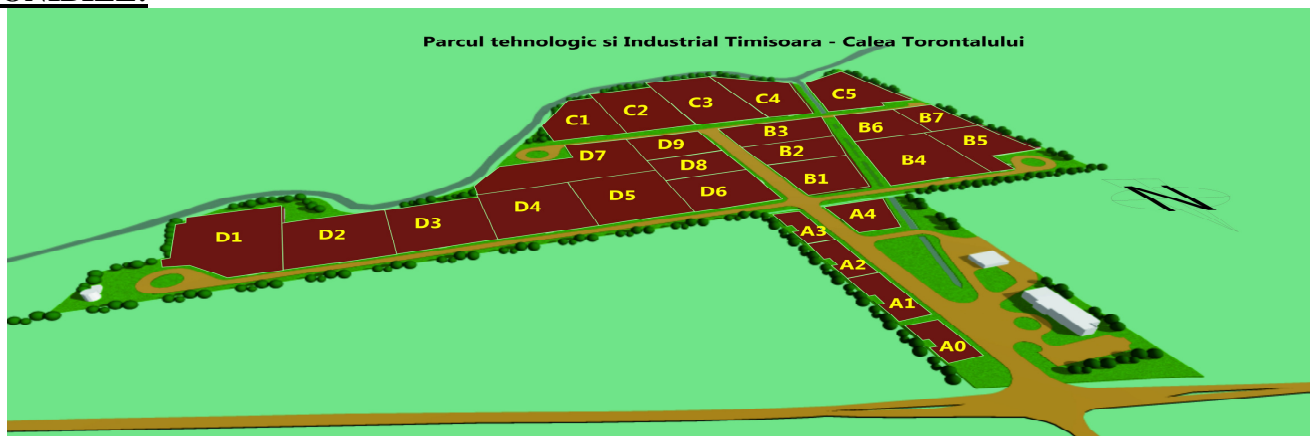 Parcul tehnologic si Industrial Timisoara - Calea Torontalului
C1 C2 C3 C4 C5
D7 D9 B3 B6 B7
D8 B2 B5
D6 B1 B4
D1 D2 D3 D4 D5
A3 A4
A2
A1
A0
N